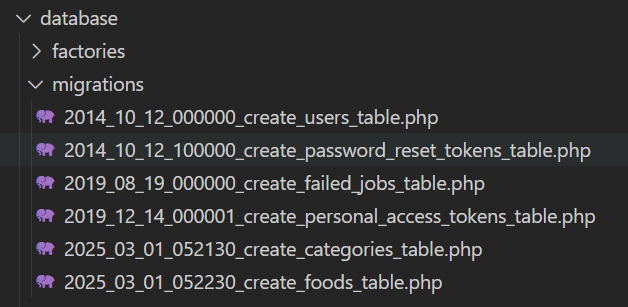 database
factories
migrations
2014_10_12_000000_create_users_table.php
2014_10_12_100000_create_password_reset_tokens_table.php
2019_08_19_000000_create_failed_jobs_table.php
2019_12_14_000001_create_personal_access_tokens_table.php
2025_03_01_052130_create_categories_table.php
2025_03_01_052230_create_foods_table.php